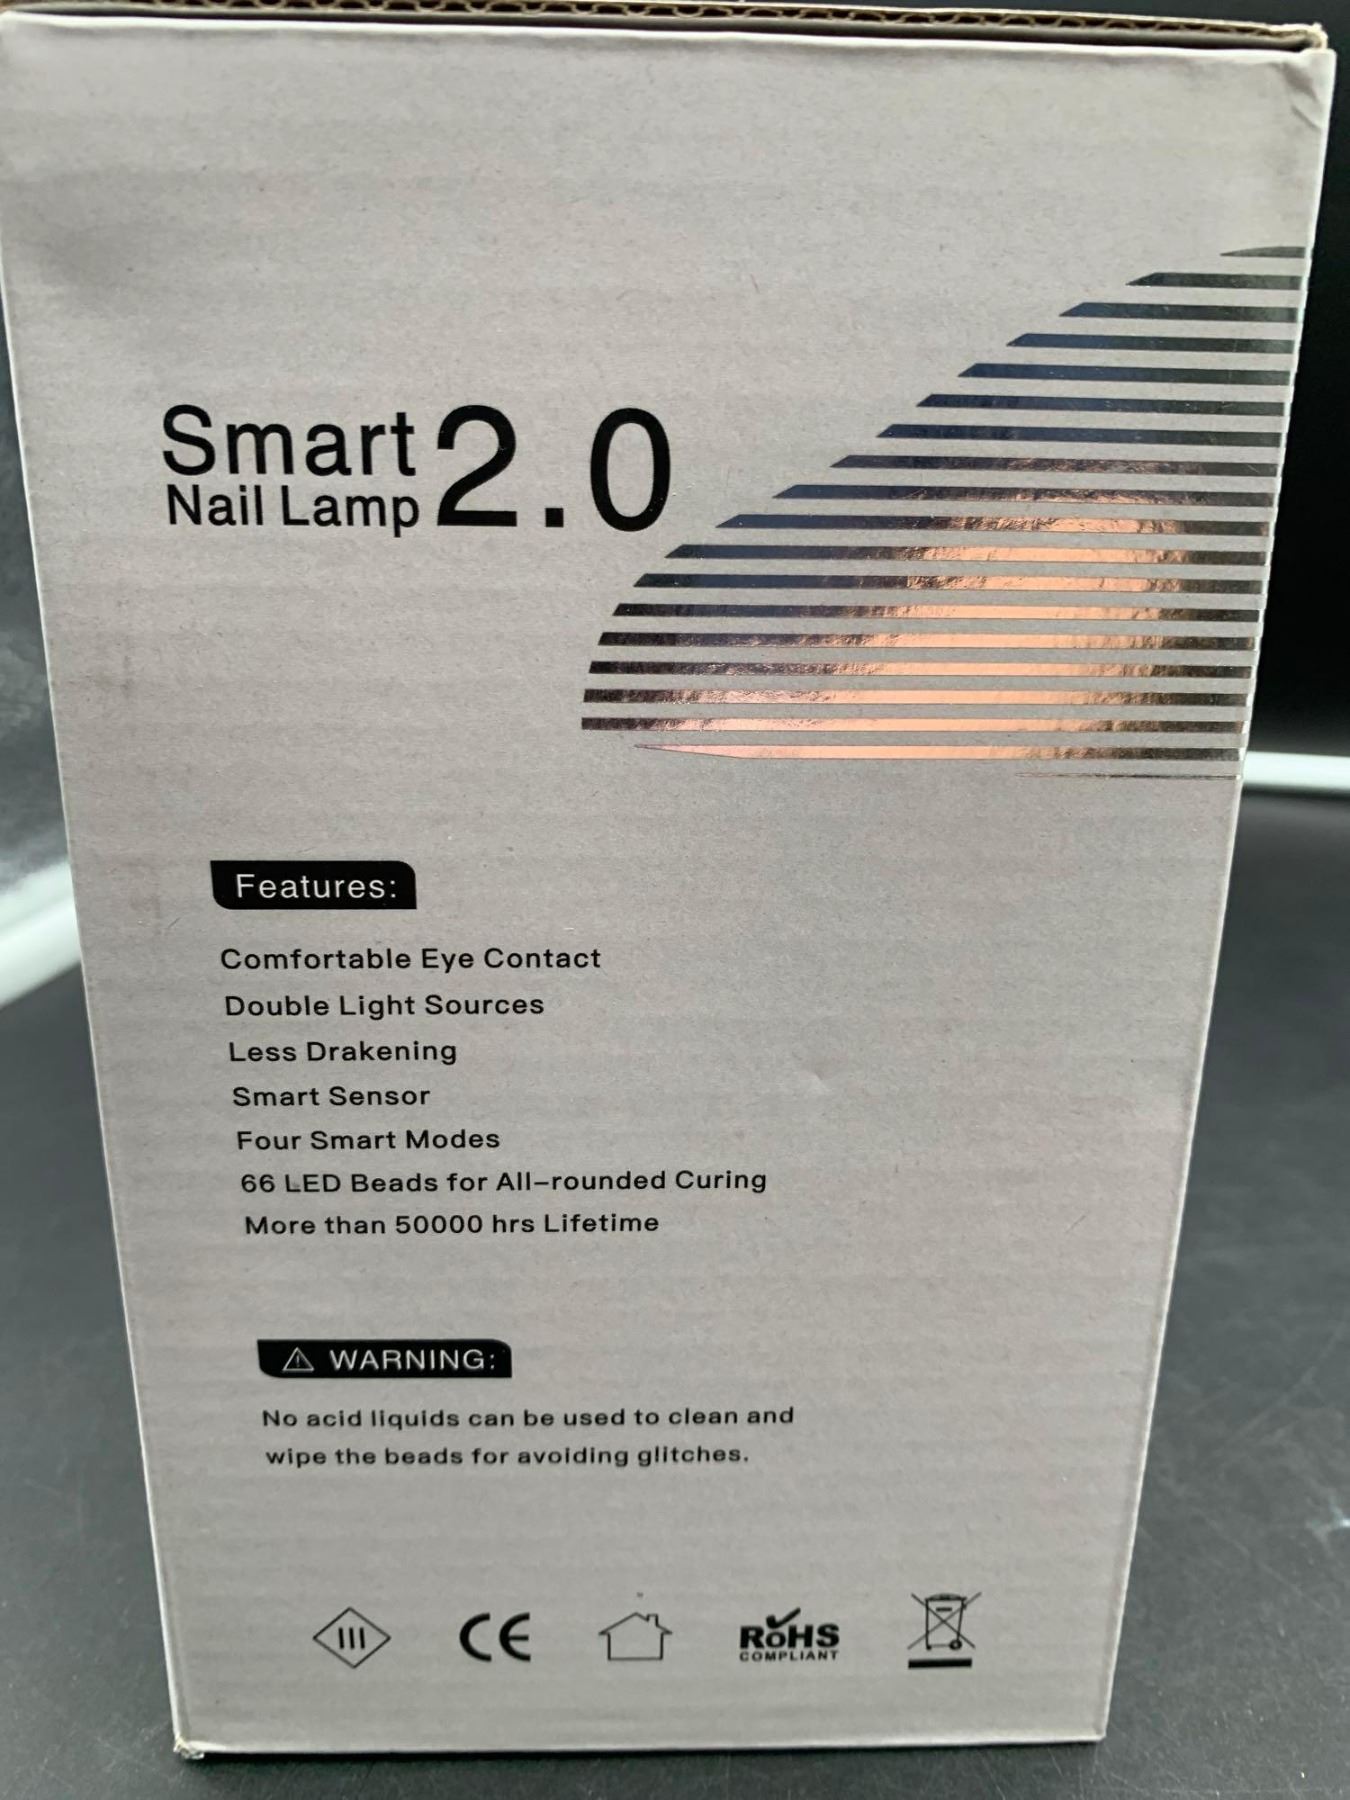 Smart
Nail Lamp 2.0
Features:
Comfortable Eye Contact
Double Light Sources
Less Drakening
Smart Sensor
Four Smart Modes
66 LED Beads for All-rounded Curing
More than 50000 hrs Lifetime
⚠ WARNING:
No acid liquids can be used to clean and
wipe the beads for avoiding glitches.
III CE RoHS
COMPLIANT